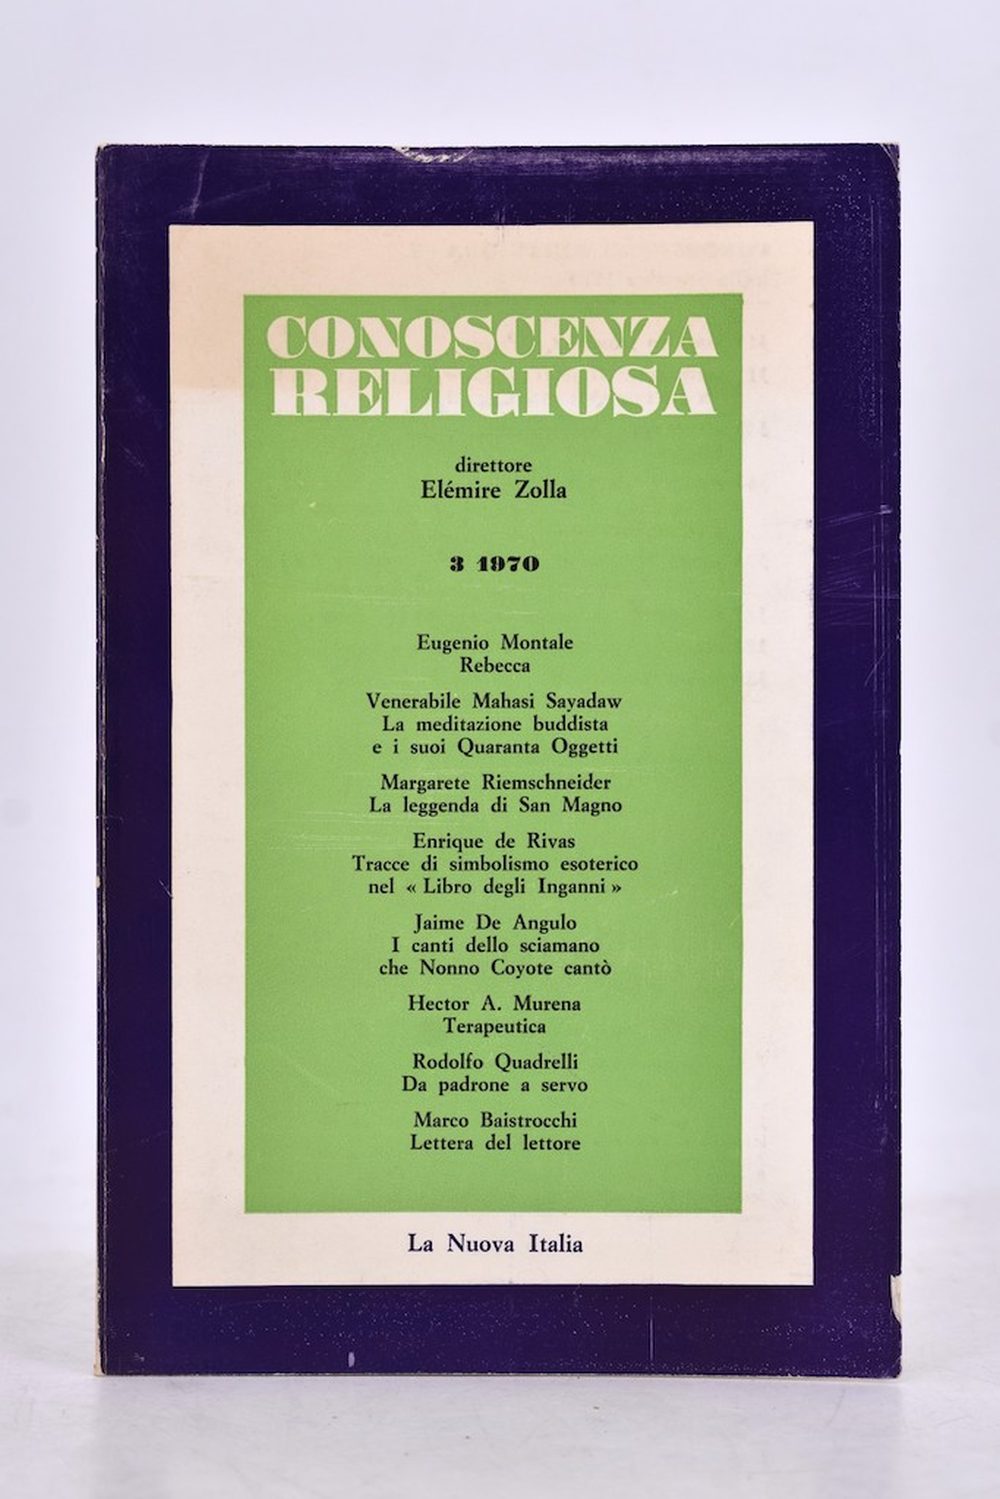 CONOSCENZA
RELIGIOSA
direttore
Elémire Zolla
3 1970
Eugenio Montale
Rebecca
Venerabile Mahasi Sayadaw
La meditazione buddista
e i suoi Quaranta Oggetti
Margarete Riemschneider
La leggenda di San Magno
Enrique de Rivas
Tracce di simbolismo esoterico
nel « Libro degli Inganni »
Jaime De Angulo
I canti dello sciamano
che Nonno Coyote cantò
Hector A. Murena
Terapeutica
Rodolfo Quadrelli
Da padrone a servo
Marco Baistrocchi
Lettera del lettore
La Nuova Italia